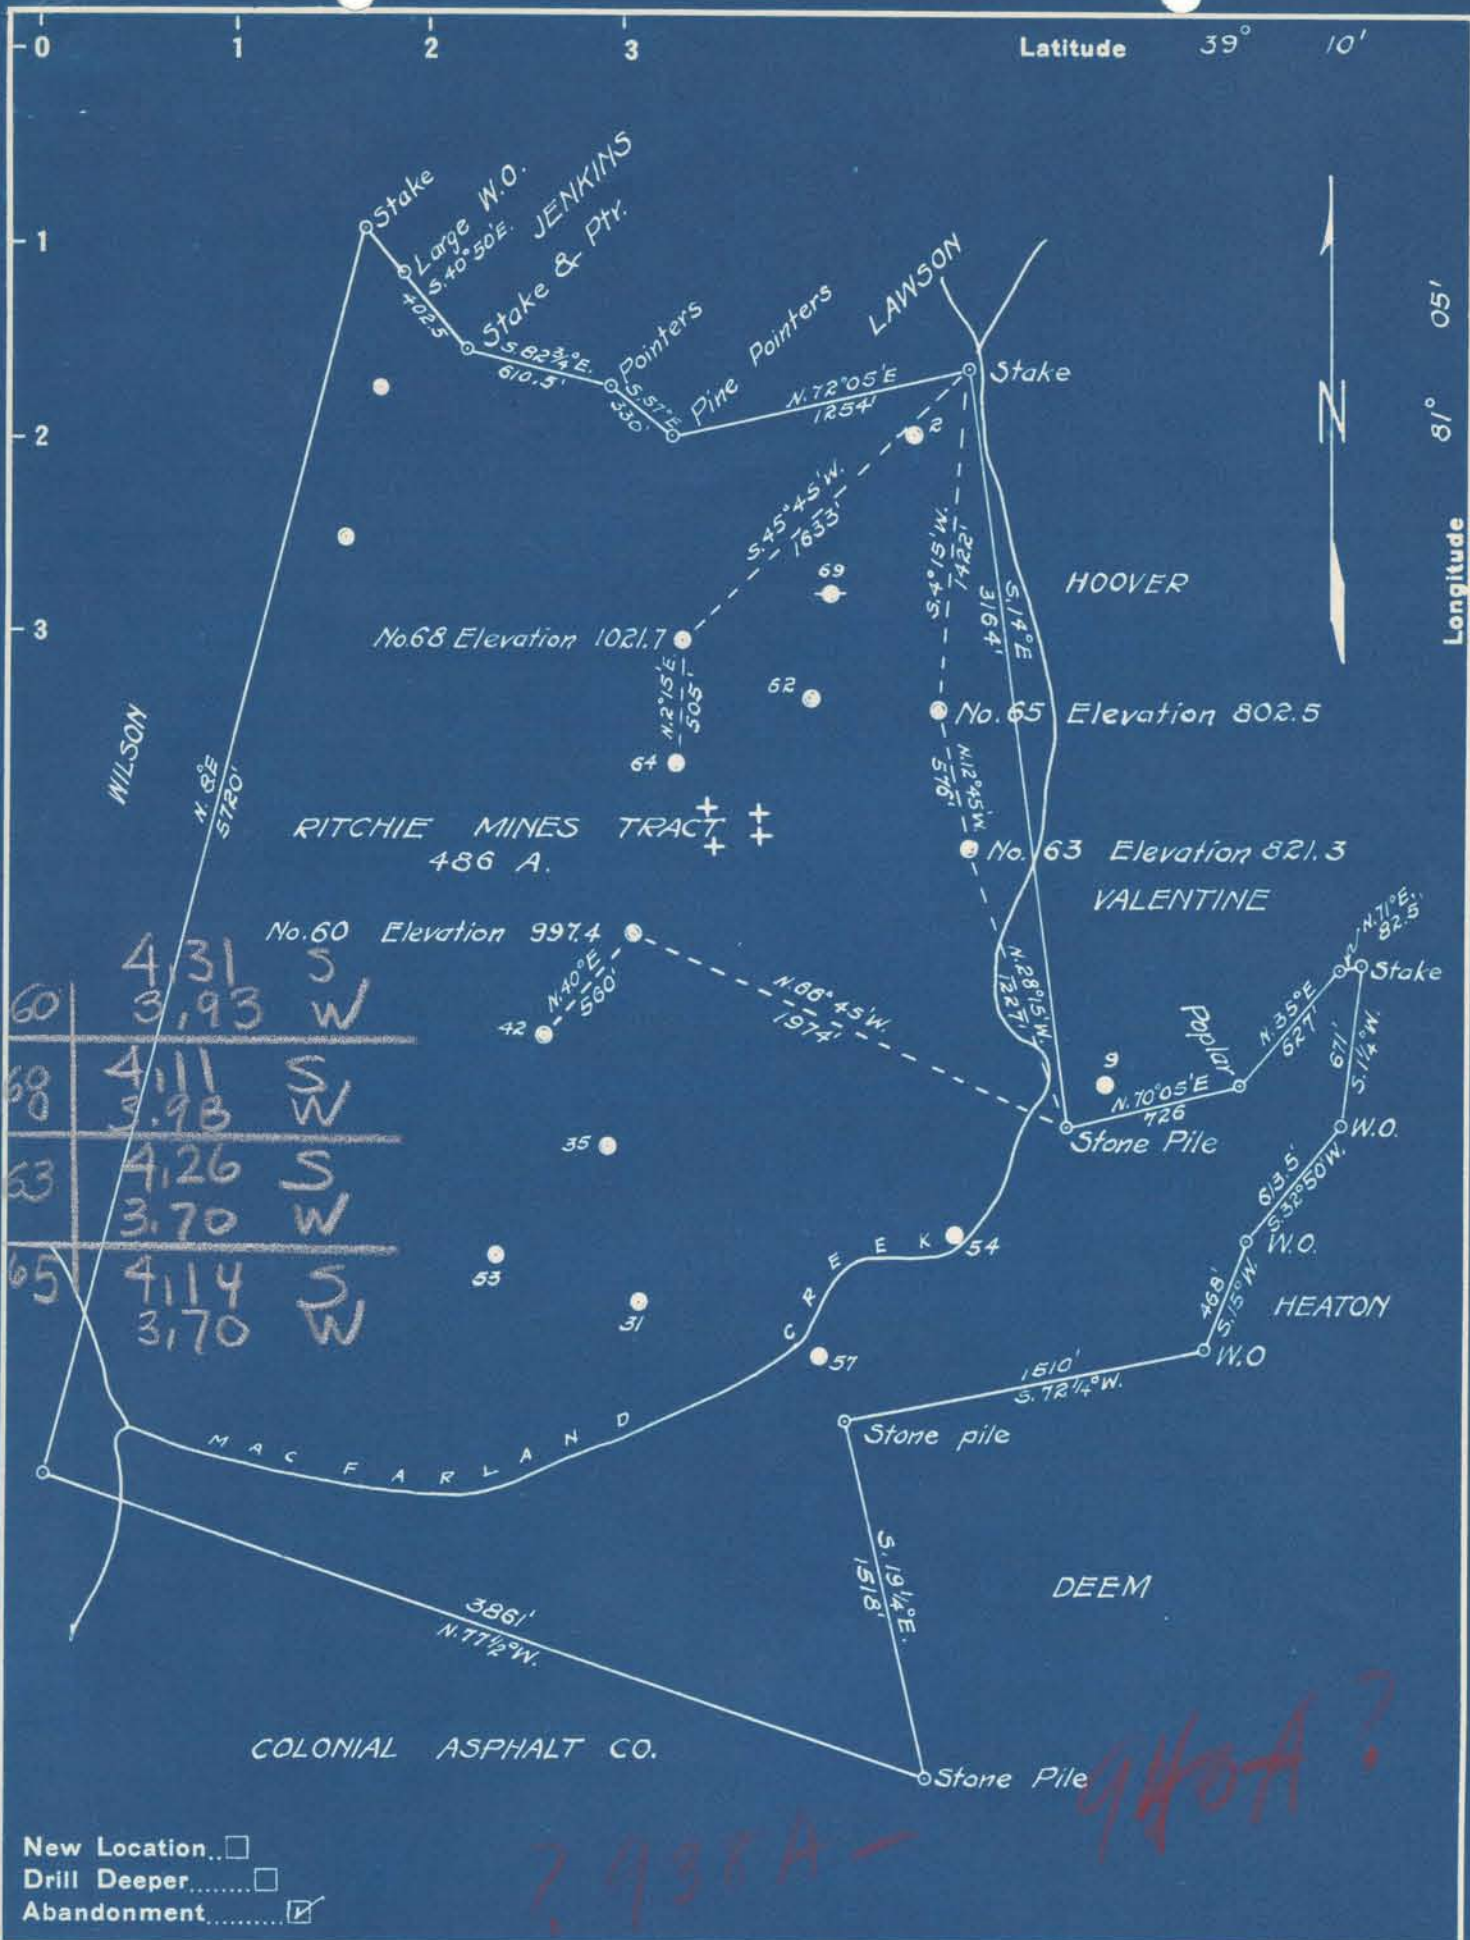 0 1 2 3 Latitude 39° 10'
1
2
3
Longitude 81° 05'
Stake
Large W.O.
S.40°50'E. JENKINS
402.5
Stake & Ptr.
S.82¾°E.
610.5'
Pointers
S.57°E.
330'
Pine Pointers
LAWSON
N.72°05'E
1254'
Stake
2
S.45°45'W.
1633'
69
N
HOOVER
S.4°15'W.
1422'
S.14°E
3164'
No.68 Elevation 1021.7
N.2°15'E.
505'
62
No.65 Elevation 802.5
64
N.12°45'W.
576'
WILSON
N.8°E
5720'
RITCHIE MINES TRACT
486 A.
No.63 Elevation 821.3
VALENTINE
No.60 Elevation 997.4
N.40°E
560'
42
N.66°45'W.
1974'
N.28°15'W.
1227'
N.71°E.
82.5'
Stake
N.35°E
627'
Poplar
9
N.70°05'E
726
Stone Pile
671'
S.1¼°W.
W.O.
613.5'
S.32°50'W.
W.O.
468'
S.15°W.
HEATON
W.O
60 4.31 S
3.93 W
68 4.11 S
3.98 W
63 4.26 S
3.70 W
65 4.14 S
3.70 W
35
53
31
54
57
MAC FARLAND CREEK
1510'
S.72¼°W.
Stone pile
S.19¼°E.
1518'
DEEM
3861'
N.77½°W.
COLONIAL ASPHALT CO.
Stone Pile
? 938A -
New Location..☐
Drill Deeper........☐
Abandonment..........☑